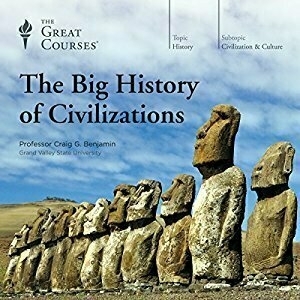 THE
GREAT
COURSES®
Topic
History
Subtopic
Civilization & Culture
The Big History
of Civilizations
Professor Craig G. Benjamin
Grand Valley State University